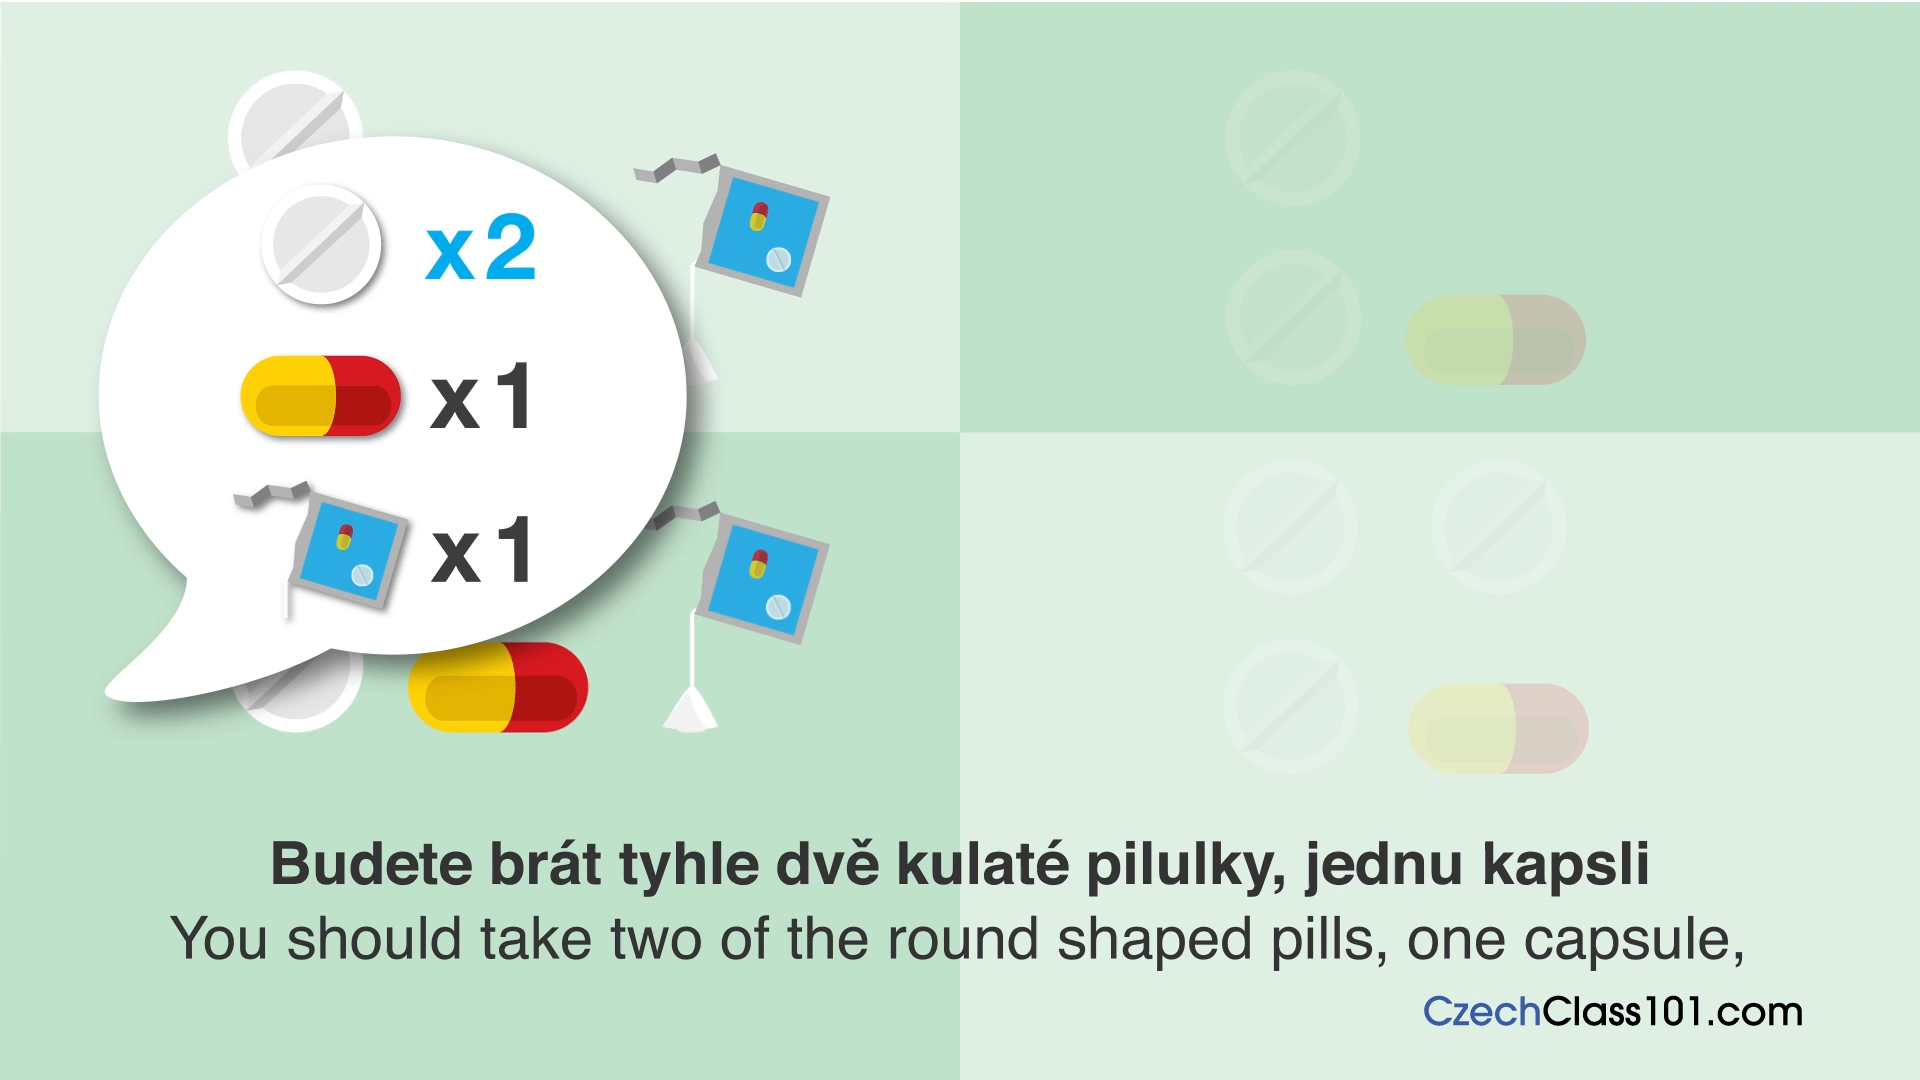 x2
x1
x1
Budete brát tyhle dvě kulaté pilulky, jednu kapsli
You should take two of the round shaped pills, one capsule,
CzechClass101.com